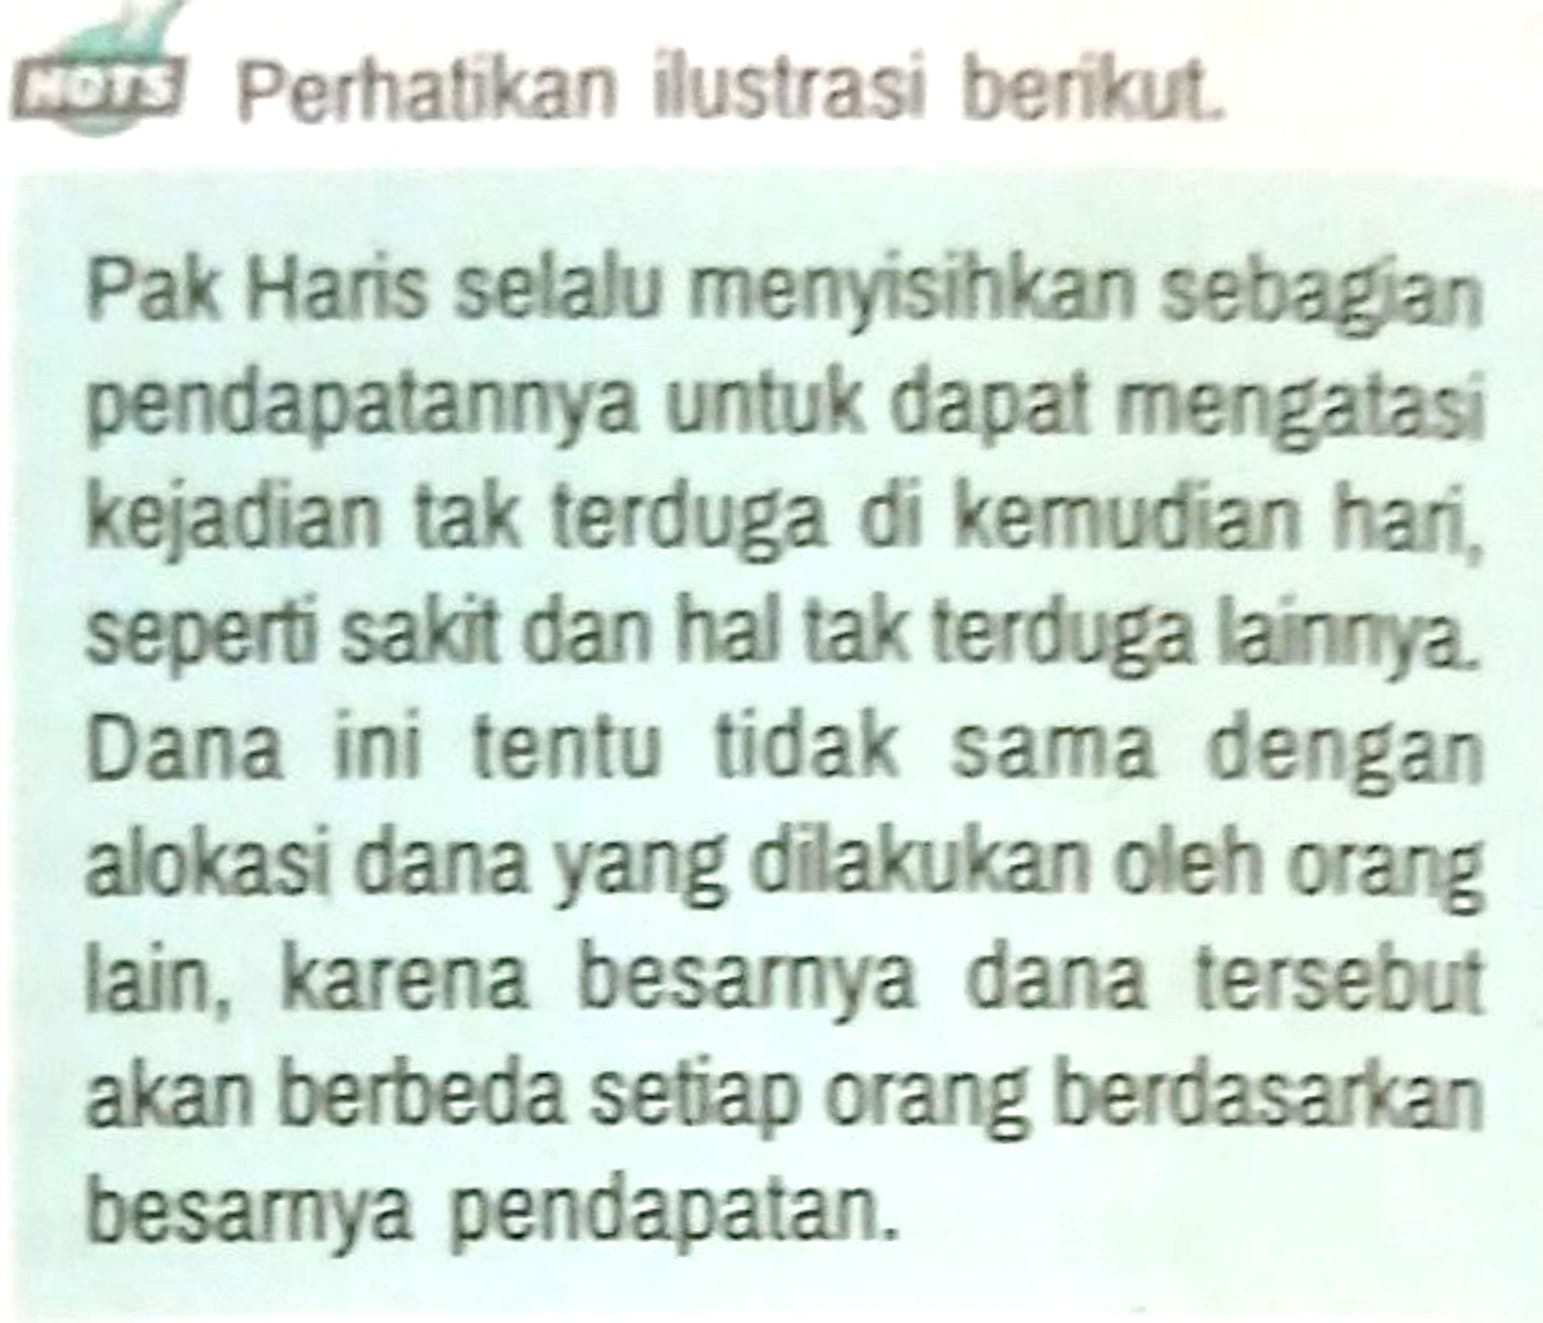 HOTS Perhatikan ilustrasi berikut.
Pak Haris selalu menyisihkan sebagian
pendapatannya untuk dapat mengatasi
kejadian tak terduga di kemudian hari,
seperti sakit dan hal tak terduga lainnya.
Dana ini tentu tidak sama dengan
alokasi dana yang dilakukan oleh orang
lain, karena besarnya dana tersebut
akan berbeda setiap orang berdasarkan
besarnya pendapatan.